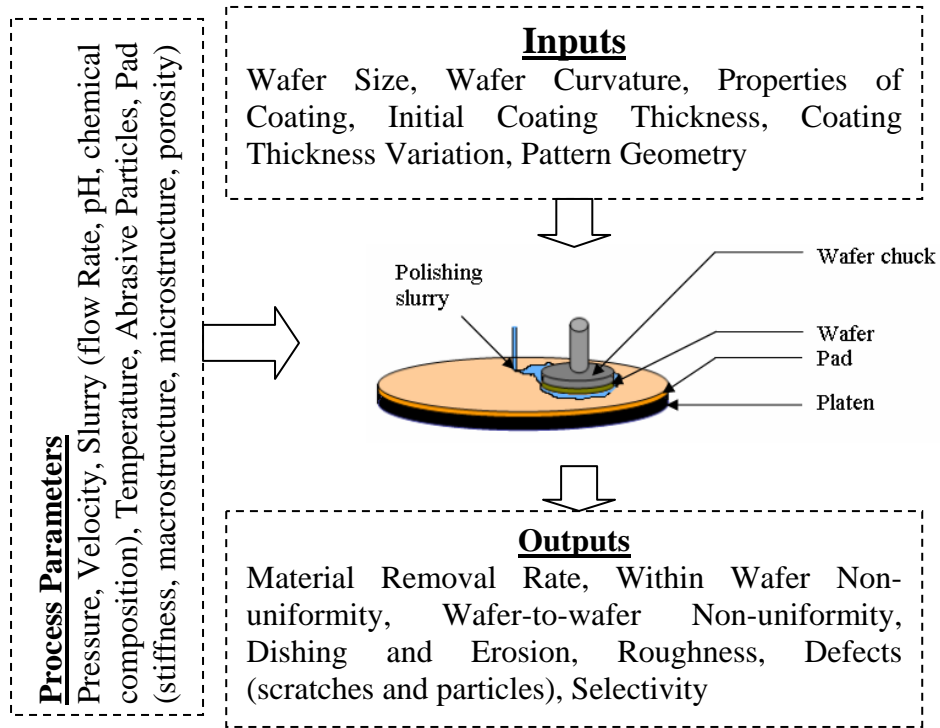 Process Parameters
Pressure, Velocity, Slurry (flow Rate, pH, chemical
composition), Temperature, Abrasive Particles, Pad
(stiffness, macrostructure, microstructure, porosity)
Inputs
Wafer Size, Wafer Curvature, Properties of
Coating, Initial Coating Thickness, Coating
Thickness Variation, Pattern Geometry
Polishing
slurry
Wafer chuck
Wafer
Pad
Platen
Outputs
Material Removal Rate, Within Wafer Non-
uniformity, Wafer-to-wafer Non-uniformity,
Dishing and Erosion, Roughness, Defects
(scratches and particles), Selectivity